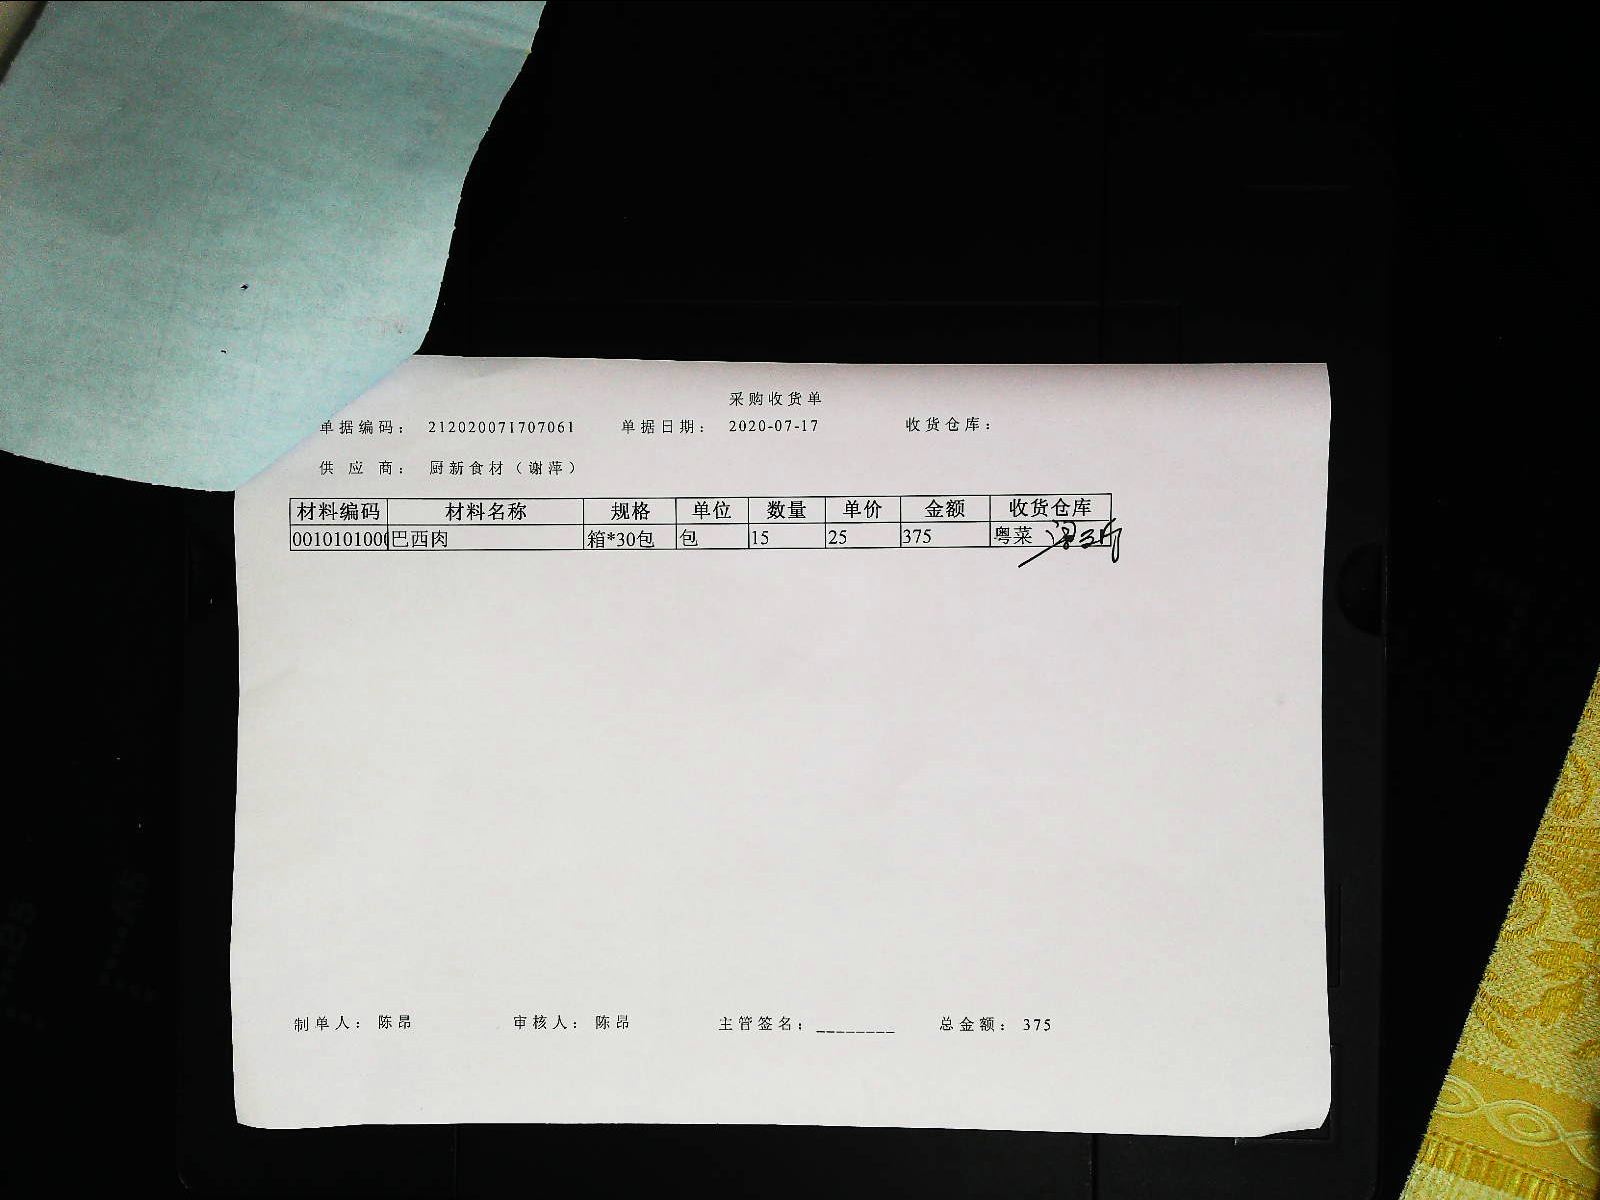 采购收货单
单据编码： 212020071707061 单据日期： 2020-07-17 收货仓库：
供 应 商： 厨新食材（谢萍）
材料编码 材料名称 规格 单位 数量 单价 金额 收货仓库
0010101000 巴西肉 箱*30包 包 15 25 375 粤菜
制单人： 陈昂 审核人： 陈昂 主管签名：________ 总金额： 375